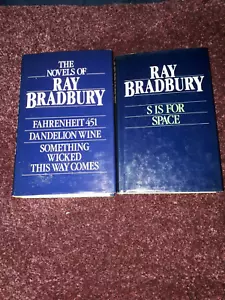 THE
NOVELS OF
RAY
BRADBURY
FAHRENHEIT 451
DANDELION WINE
SOMETHING
WICKED
THIS WAY COMES
RAY
BRADBURY
S IS FOR
SPACE